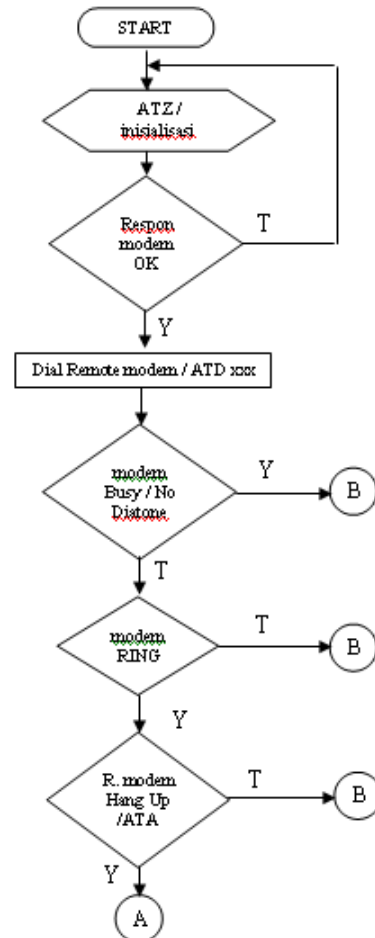 START
ATZ /
inisialisasi
Respon
modem
OK
T
Y
Dial Remote modem / ATD xxx
modem
Busy / No
Diatone
Y
B
T
modem
RING
T
B
Y
R. modem
Hang Up
/ATA
T
B
Y
A